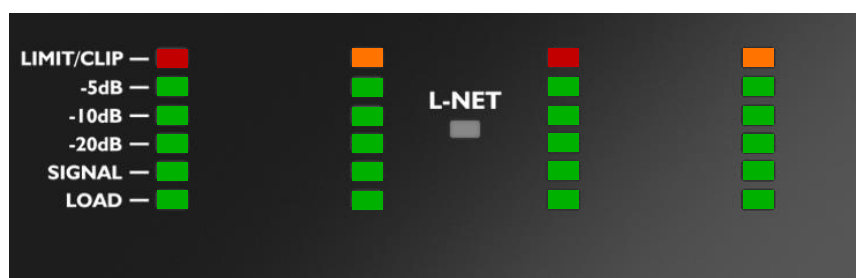 LIMIT/CLIP —
-5dB —
-10dB —
-20dB —
SIGNAL —
LOAD —
L-NET